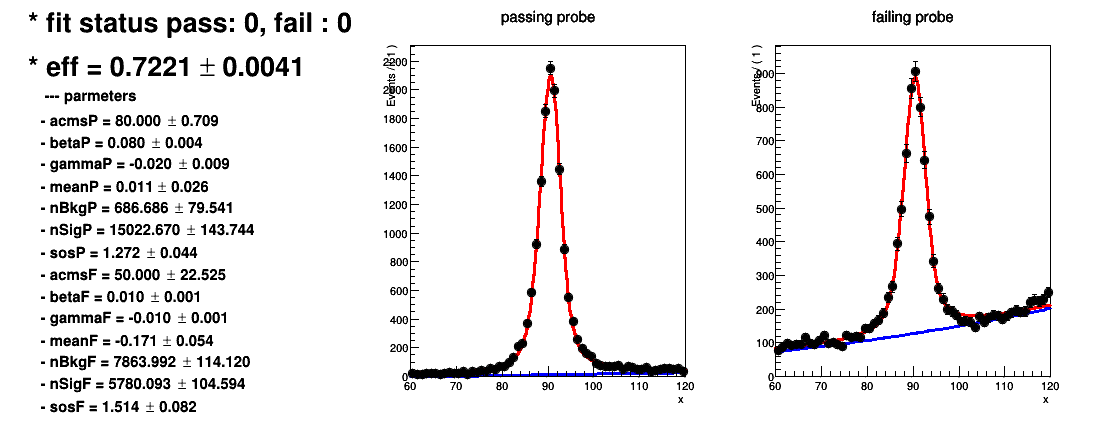 * fit status pass: 0, fail : 0
* eff = 0.7221 ± 0.0041
--- parmeters
- acmsP = 80.000 ± 0.709
- betaP = 0.080 ± 0.004
- gammaP = -0.020 ± 0.009
- meanP = 0.011 ± 0.026
- nBkgP = 686.686 ± 79.541
- nSigP = 15022.670 ± 143.744
- sosP = 1.272 ± 0.044
- acmsF = 50.000 ± 22.525
- betaF = 0.010 ± 0.001
- gammaF = -0.010 ± 0.001
- meanF = -0.171 ± 0.054
- nBkgF = 7863.992 ± 114.120
- nSigF = 5780.093 ± 104.594
- sosF = 1.514 ± 0.082
passing probe
Events / ( 1 )
2200
2000
1800
1600
1400
1200
1000
800
600
400
200
0
60 70 80 90 100 110 120
x
failing probe
Events / ( 1 )
900
800
700
600
500
400
300
200
100
0
60 70 80 90 100 110 120
x